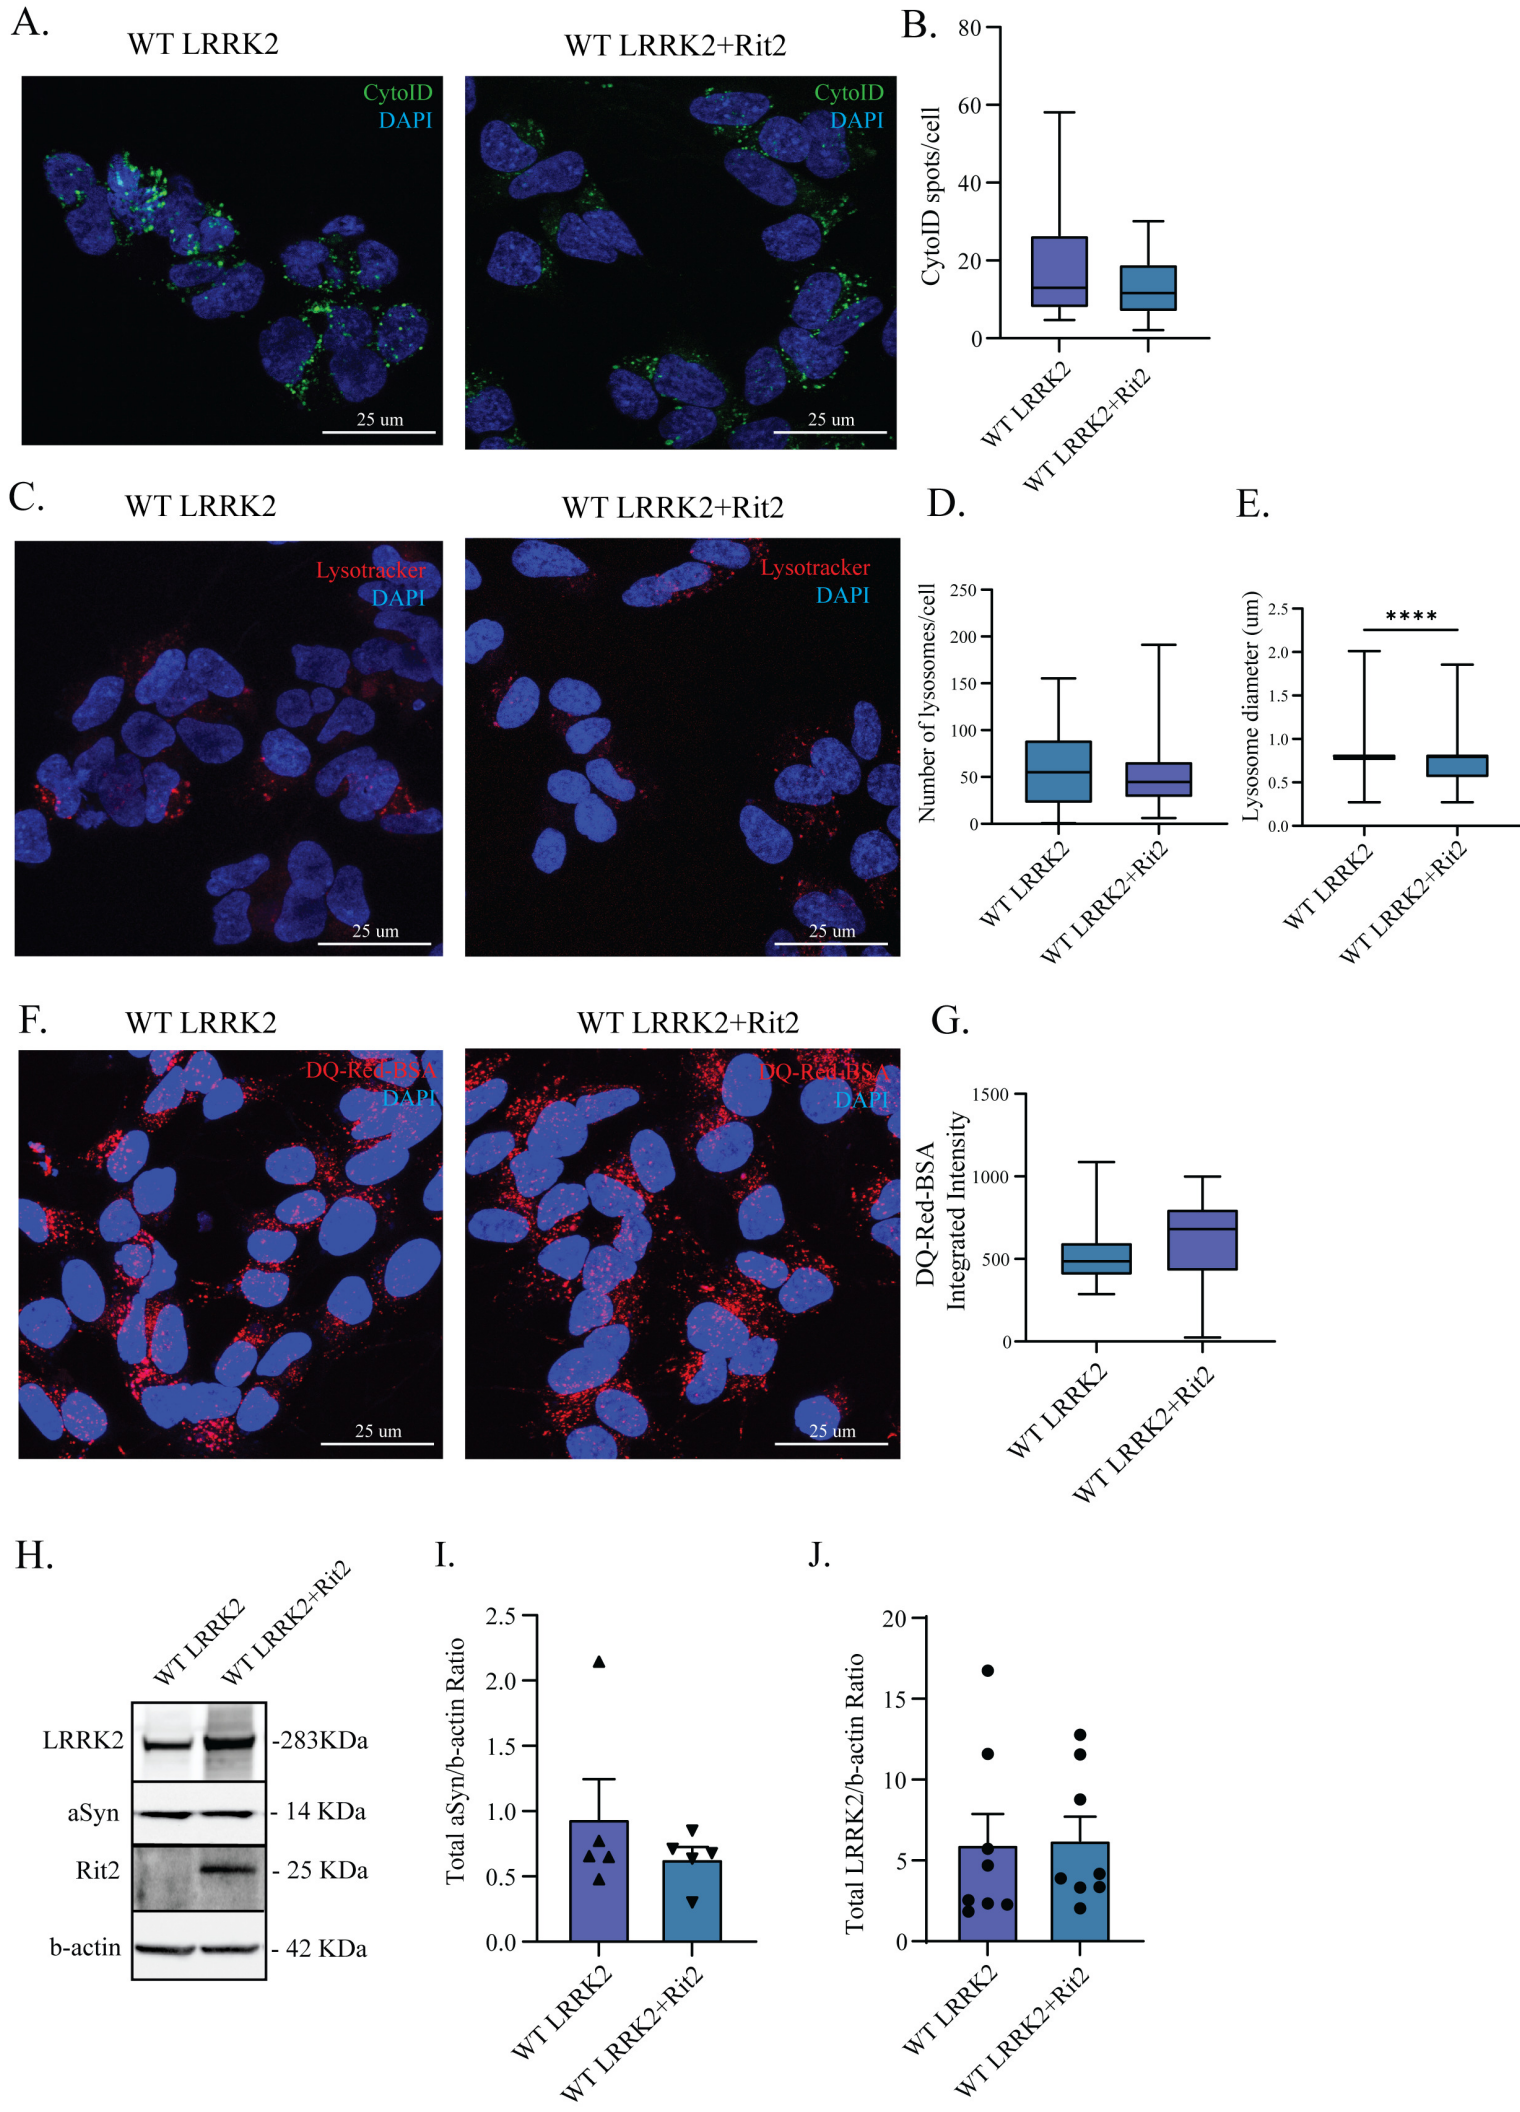 A.
WT LRRK2
WT LRRK2+Rit2
CytoID
DAPI
25 um
CytoID
DAPI
25 um
B.
CytoID spots/cell
80
60
40
20
0
WT LRRK2
WT LRRK2+Rit2
C.
WT LRRK2
WT LRRK2+Rit2
Lysotracker
DAPI
25 um
Lysotracker
DAPI
25 um
D.
Number of lysosomes/cell
250
200
150
100
50
0
WT LRRK2
WT LRRK2+Rit2
E.
Lysosome diameter (um)
2.5
2.0
1.5
1.0
0.5
0.0
****
WT LRRK2
WT LRRK2+Rit2
F.
WT LRRK2
WT LRRK2+Rit2
DQ-Red-BSA
DAPI
25 um
DQ-Red-BSA
DAPI
25 um
G.
DQ-Red-BSA
Integrated Intensity
1500
1000
500
0
WT LRRK2
WT LRRK2+Rit2
H.
WT LRRK2
WT LRRK2+Rit2
LRRK2
-283KDa
aSyn
- 14 KDa
Rit2
- 25 KDa
b-actin
- 42 KDa
I.
Total aSyn/b-actin Ratio
2.5
2.0
1.5
1.0
0.5
0.0
WT LRRK2
WT LRRK2+Rit2
J.
Total LRRK2/b-actin Ratio
20
15
10
5
0
WT LRRK2
WT LRRK2+Rit2